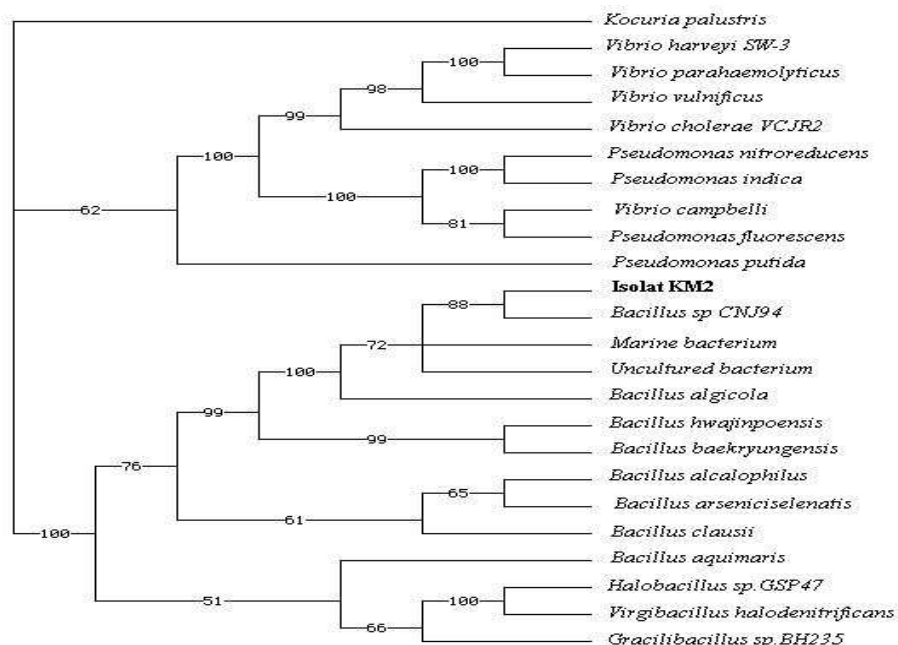 Kocuria palustris
Vibrio harveyi SW-3
100
Vibrio parahaemolyticus
98
Vibrio vulnificus
99
Vibrio cholerae VCJR2
100
Pseudomonas nitroreducens
100
Pseudomonas indica
100
62
Vibrio campbelli
81
Pseudomonas fluorescens
Pseudomonas putida
Isolat KM2
88
Bacillus sp CNJ94
72
Marine bacterium
100
Uncultured bacterium
Bacillus algicola
99
Bacillus hwajinpoensis
99
Bacillus baekryungensis
76
Bacillus alcalophilus
65
Bacillus arseniciselenatis
61
Bacillus clausii
100
Bacillus aquimaris
Halobacillus sp.GSP47
51
100
Virgibacillus halodenitrificans
66
Gracilibacillus sp.BH235